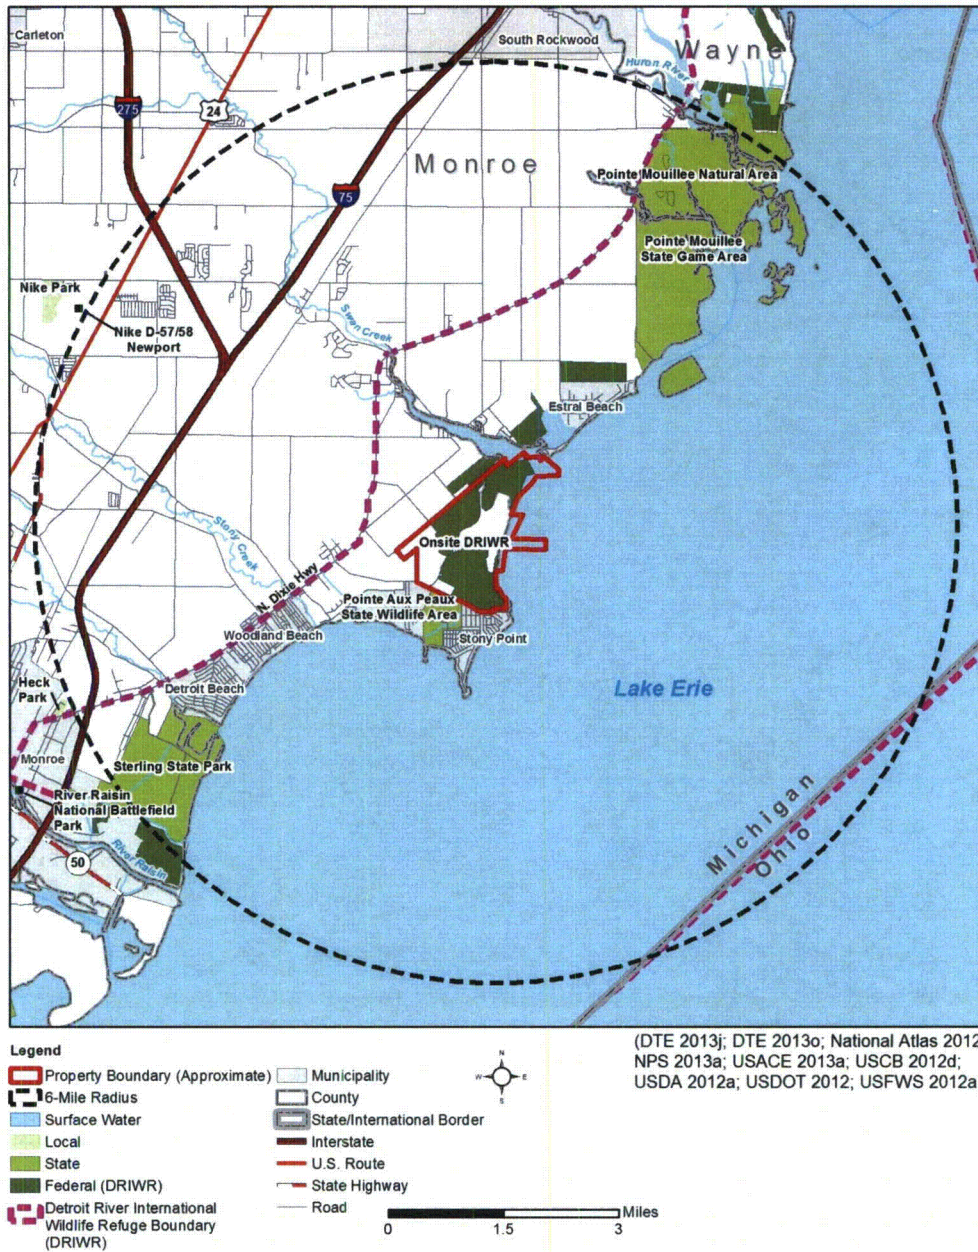 Carleton
South Rockwood
Wayne
Huron River
275
24
Monroe
75
Pointe Mouillee Natural Area
Pointe Mouillee
State Game Area
Nike Park
Nike D-57/58
Newport
Swan Creek
Estral Beach
Stony Creek
Onsite DRIWR
N. Dixie Hwy
Pointe Aux Peaux
State Wildlife Area
Woodland Beach
Stony Point
Detroit Beach
Lake Erie
Heck
Park
Monroe
Sterling State Park
River Raisin
National Battlefield
Park
River Raisin
50
Michigan
Ohio
(DTE 2013j; DTE 2013o; National Atlas 2012
NPS 2013a; USACE 2013a; USCB 2012d;
USDA 2012a; USDOT 2012; USFWS 2012a
Legend
Property Boundary (Approximate)
6-Mile Radius
Surface Water
Local
State
Federal (DRIWR)
Detroit River International
Wildlife Refuge Boundary
(DRIWR)
Municipality
County
State/International Border
Interstate
U.S. Route
State Highway
Road
N
W
E
S
Miles
0 1.5 3